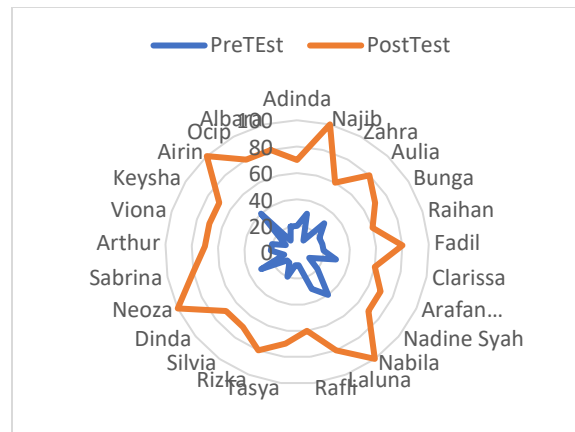 PreTEst PostTest
Adinda
Najib
Zahra
Aulia
Bunga
Raihan
Fadil
Clarissa
Arafan...
Nadine Syah
Nabila
Laluna
Rafli
Tasya
Rizka
Silvia
Dinda
Neoza
Sabrina
Arthur
Viona
Keysha
Airin
Ocip
Albara
100
80
60
40
20
0